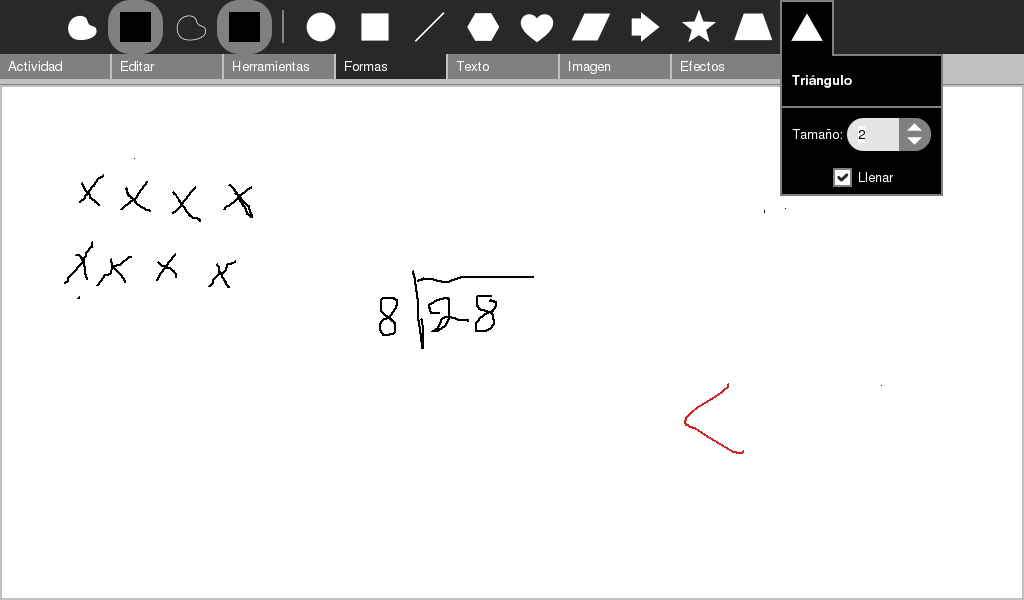 Actividad Editar Herramientas Formas Texto Imagen Efectos
Triángulo
Tamaño: 2
Llenar
x x x x
x x x x
8 28
<